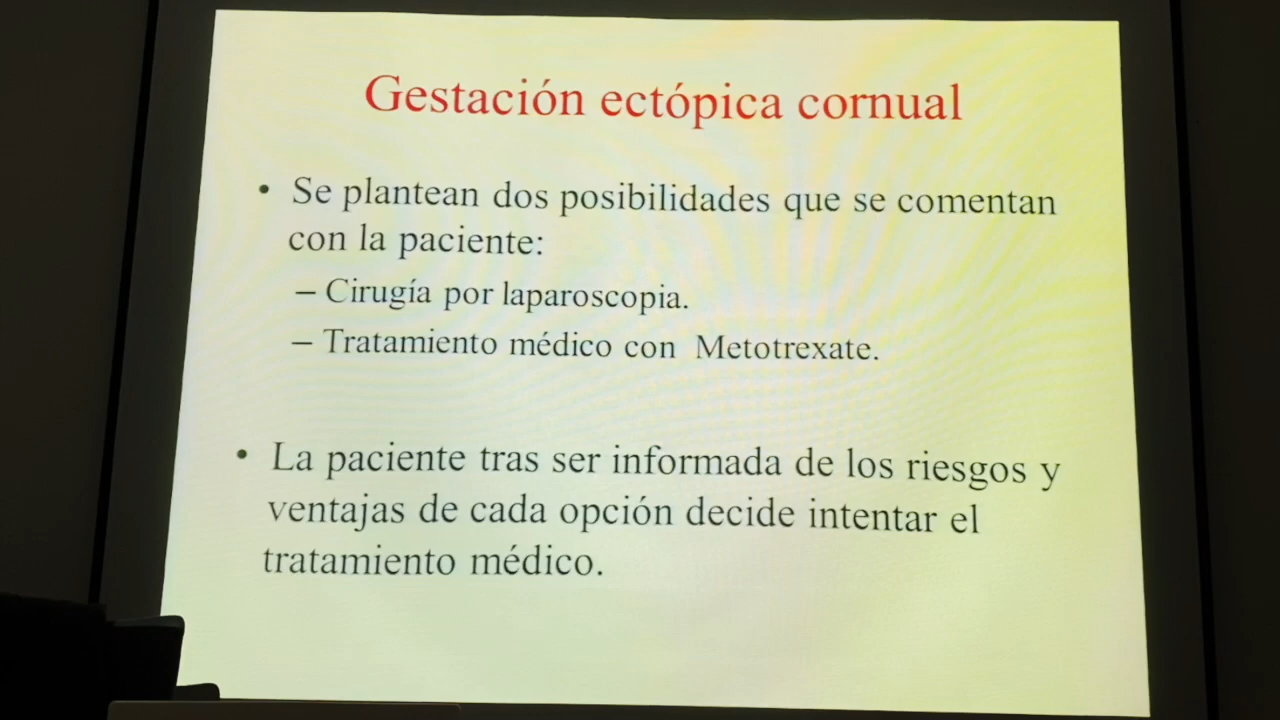 Gestación ectópica cornual
• Se plantean dos posibilidades que se comentan
con la paciente:
– Cirugía por laparoscopia.
– Tratamiento médico con Metotrexate.
• La paciente tras ser informada de los riesgos y
ventajas de cada opción decide intentar el
tratamiento médico.